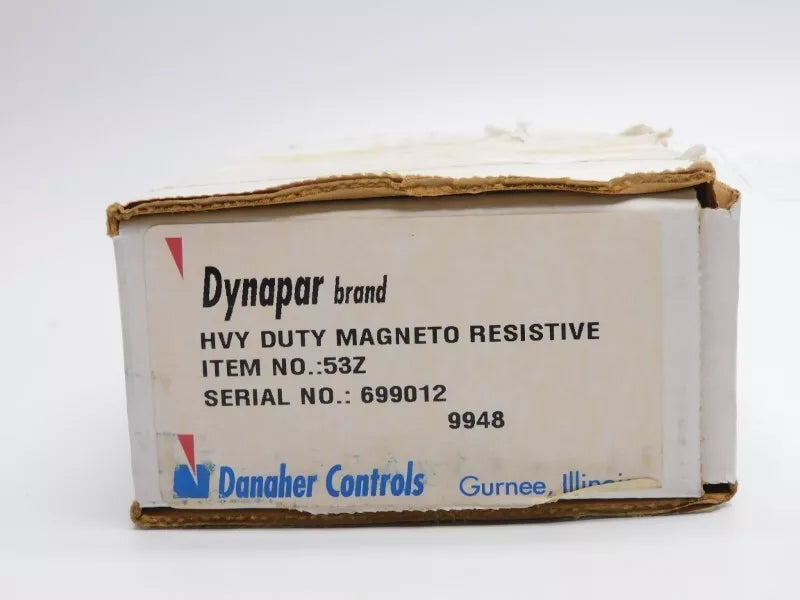 Dynapar brand
HVY DUTY MAGNETO RESISTIVE
ITEM NO.:53Z
SERIAL NO.: 699012
9948
Danaher Controls Gurnee,